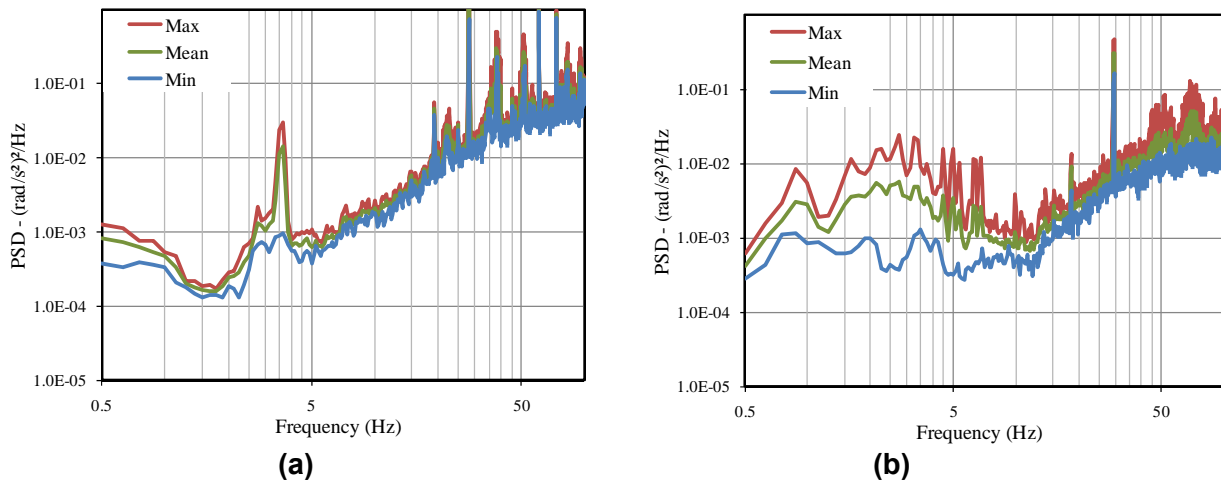 Max
Mean
Min
PSD - (rad/s²)²/Hz
1.0E-01
1.0E-02
1.0E-03
1.0E-04
1.0E-05
0.5
5
50
Frequency (Hz)
(a)
Max
Mean
Min
PSD - (rad/s²)²/Hz
1.0E-01
1.0E-02
1.0E-03
1.0E-04
1.0E-05
0.5
5
50
Frequency (Hz)
(b)